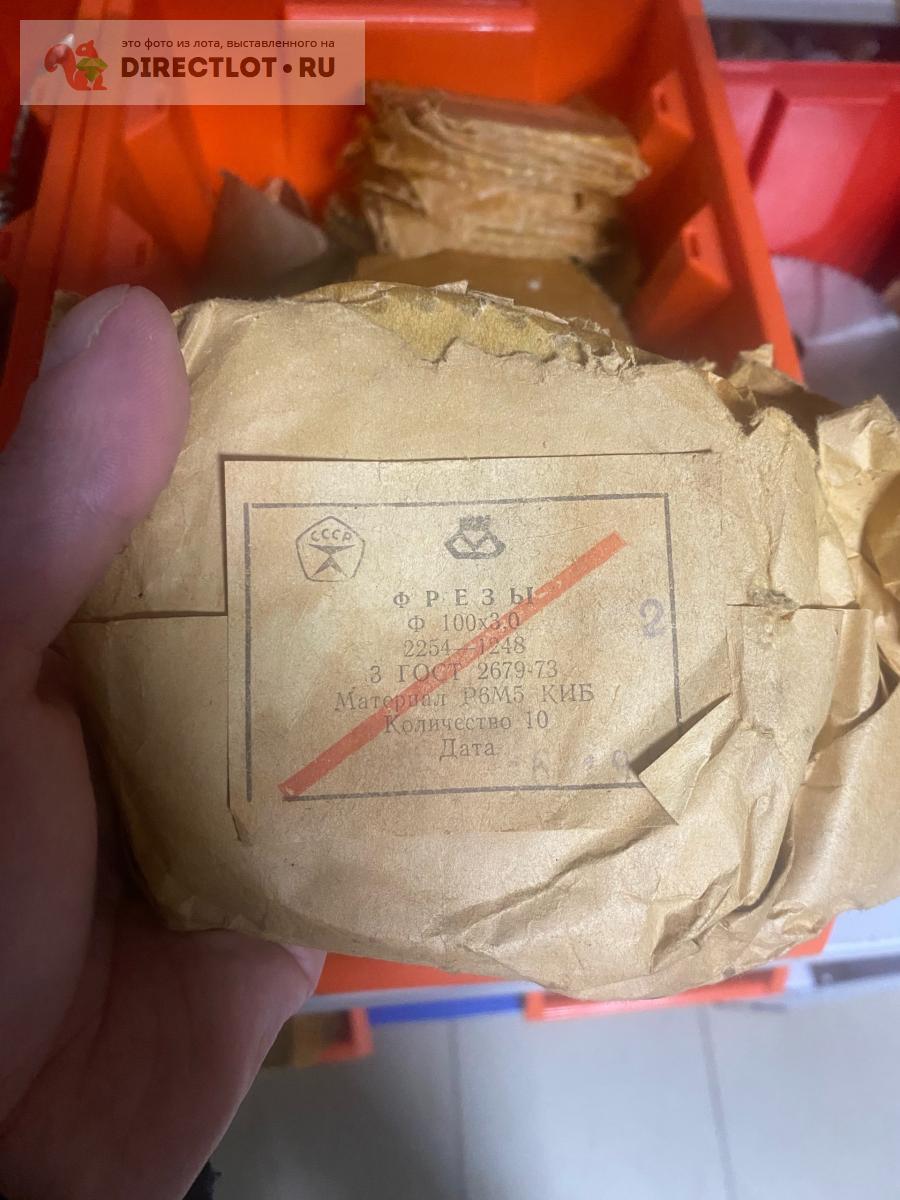 это фото из лота, выставленного на
DIRECTLOT•RU
СССР
ФРЕЗЫ
Ф 100х3,0
2254—1248
3 ГОСТ 2679-73
Материал Р6М5 КИБ
Количество 10
Дата
2